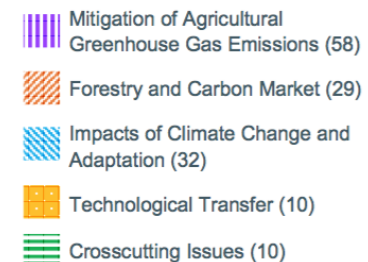 Mitigation of Agricultural
Greenhouse Gas Emissions (58)
Forestry and Carbon Market (29)
Impacts of Climate Change and
Adaptation (32)
Technological Transfer (10)
Crosscutting Issues (10)